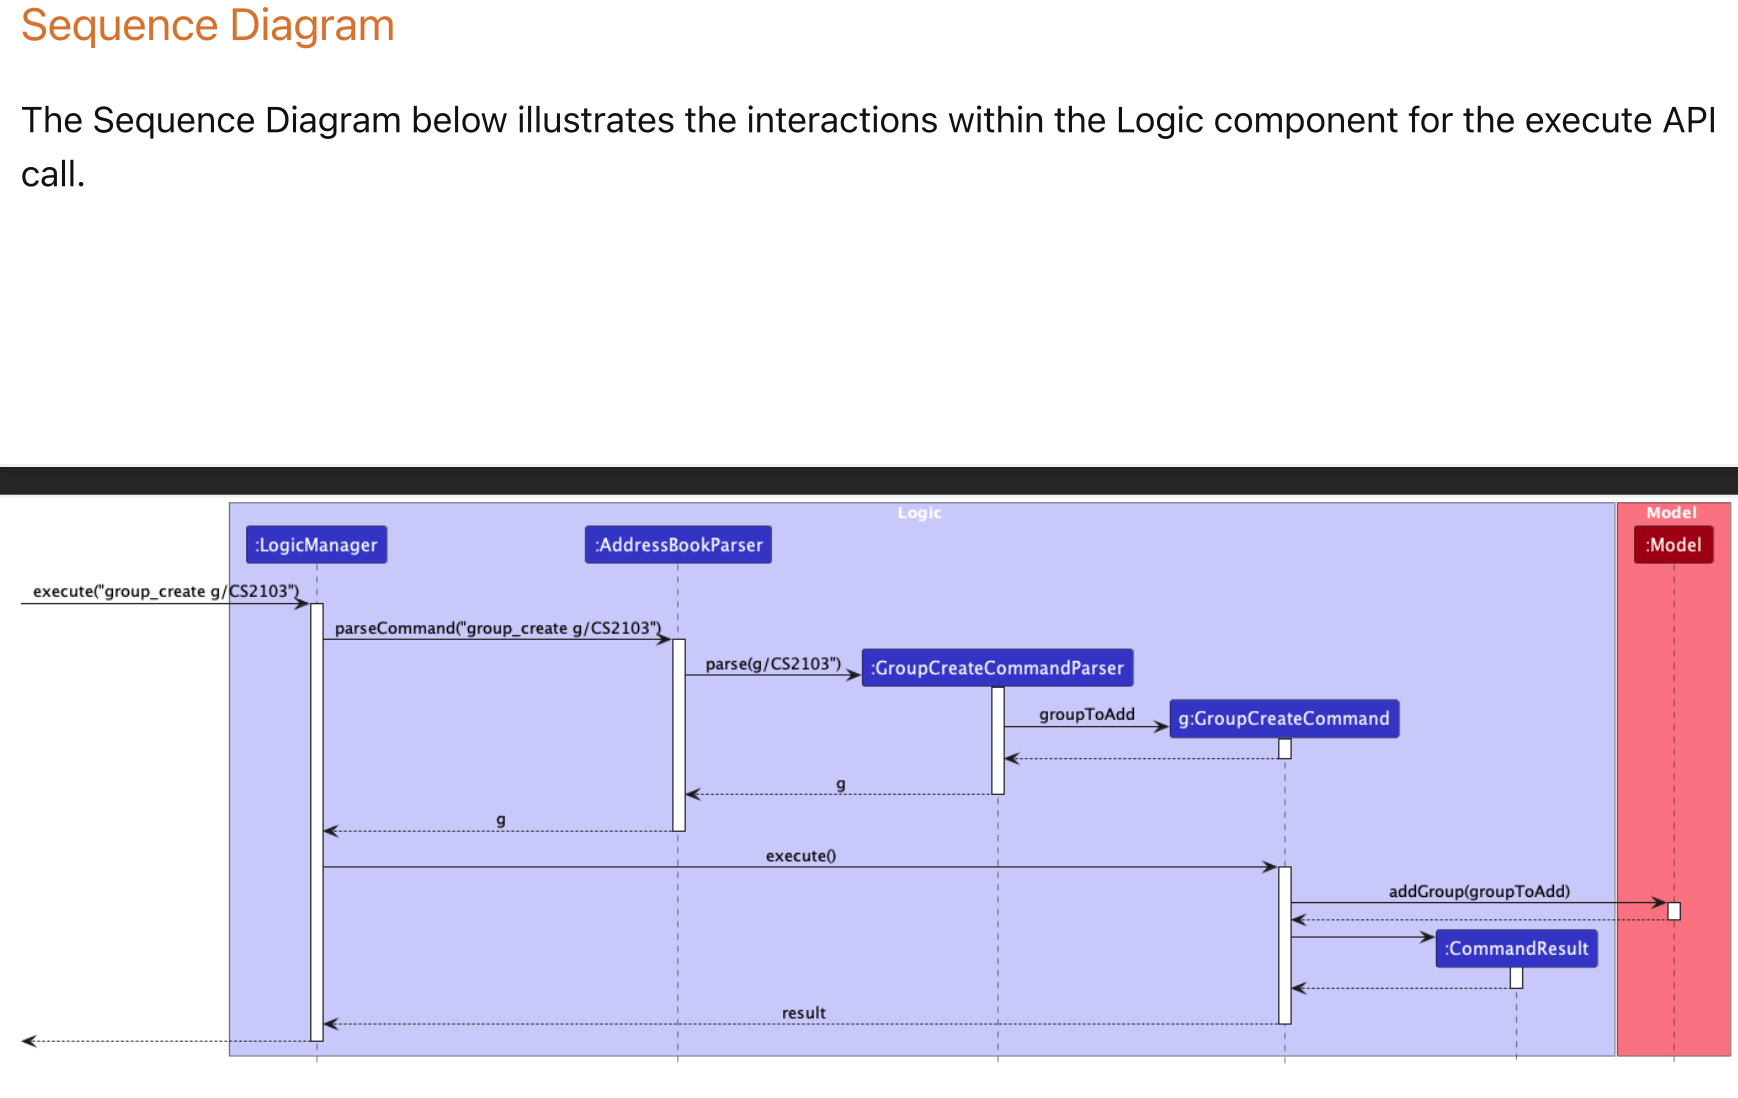 Sequence Diagram
The Sequence Diagram below illustrates the interactions within the Logic component for the execute API
call.
Logic
Model
:LogicManager
:AddressBookParser
:Model
execute("group_create g/CS2103")
parseCommand("group_create g/CS2103")
parse(g/CS2103")
:GroupCreateCommandParser
groupToAdd
g:GroupCreateCommand
g
g
execute()
addGroup(groupToAdd)
:CommandResult
result